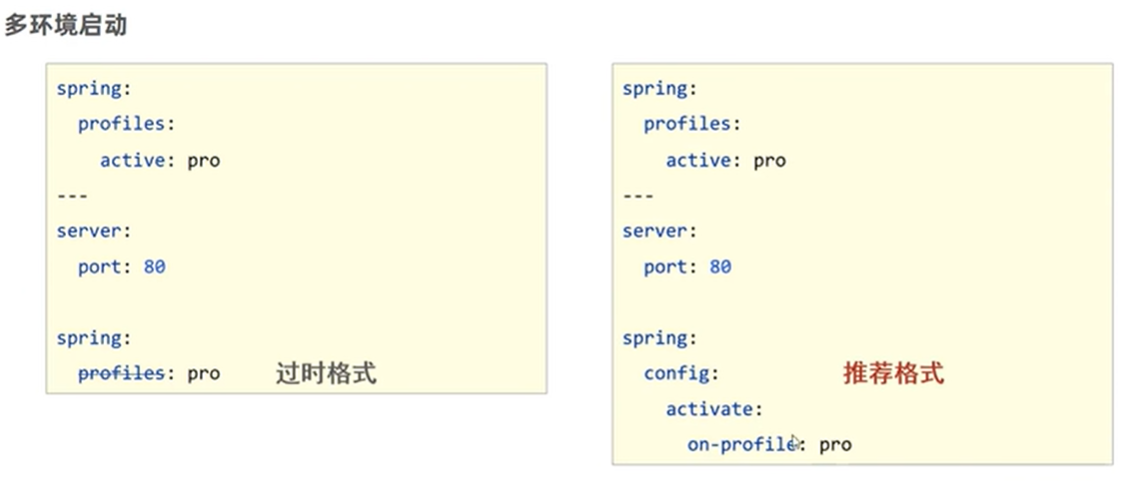 多环境启动
spring:
  profiles:
    active: pro
---
server:
  port: 80
spring:
  profiles: pro 过时格式
spring:
  profiles:
    active: pro
---
server:
  port: 80
spring:
  config: 推荐格式
    activate:
      on-profile: pro